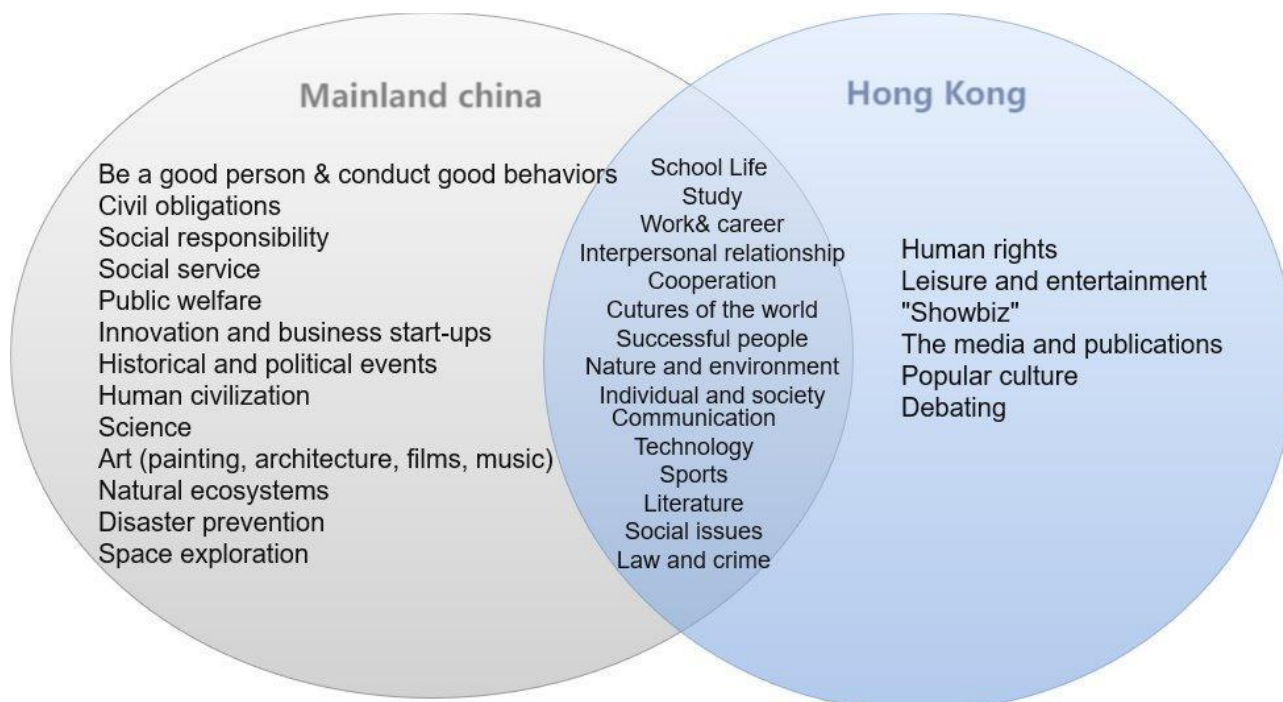 Mainland china
Be a good person & conduct good behaviors
Civil obligations
Social responsibility
Social service
Public welfare
Innovation and business start-ups
Historical and political events
Human civilization
Science
Art (painting, architecture, films, music)
Natural ecosystems
Disaster prevention
Space exploration
School Life
Study
Work& career
Interpersonal relationship
Cooperation
Cutures of the world
Successful people
Nature and environment
Individual and society
Communication
Technology
Sports
Literature
Social issues
Law and crime
Hong Kong
Human rights
Leisure and entertainment
"Showbiz"
The media and publications
Popular culture
Debating